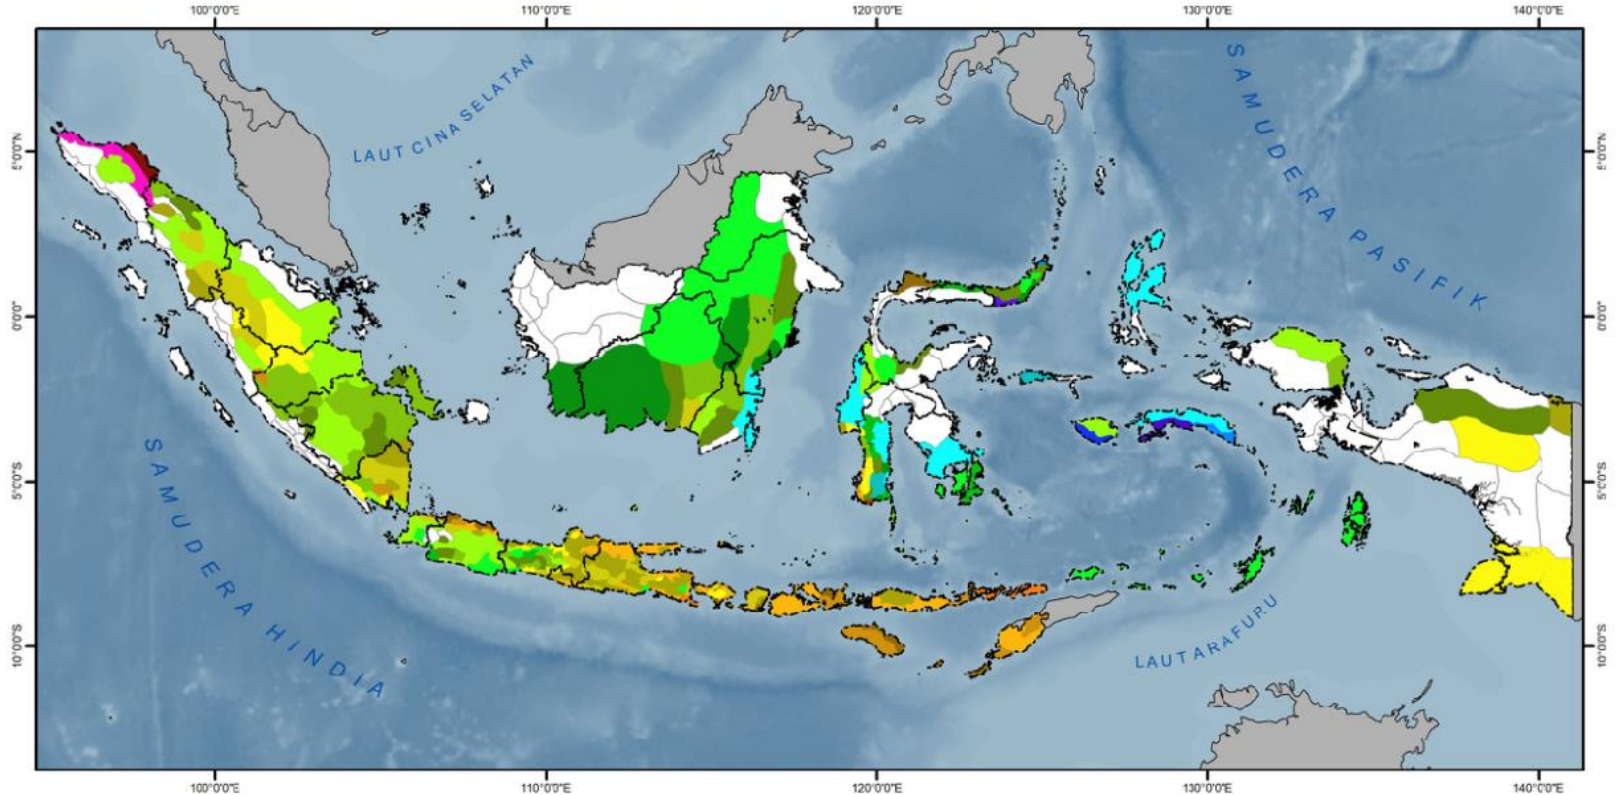 100°0'0"E 110°0'0"E 120°0'0"E 130°0'0"E 140°0'0"E
5°0'0"N
0°0'0"
5°0'0"S
10°0'0"S
LAUT CINA SELATAN
SAMUDERA PASIFIK
SAMUDERA HINDIA
LAUT ARAFURU
5°0'0"N
0°0'0"
5°0'0"S
10°0'0"S
100°0'0"E 110°0'0"E 120°0'0"E 130°0'0"E 140°0'0"E